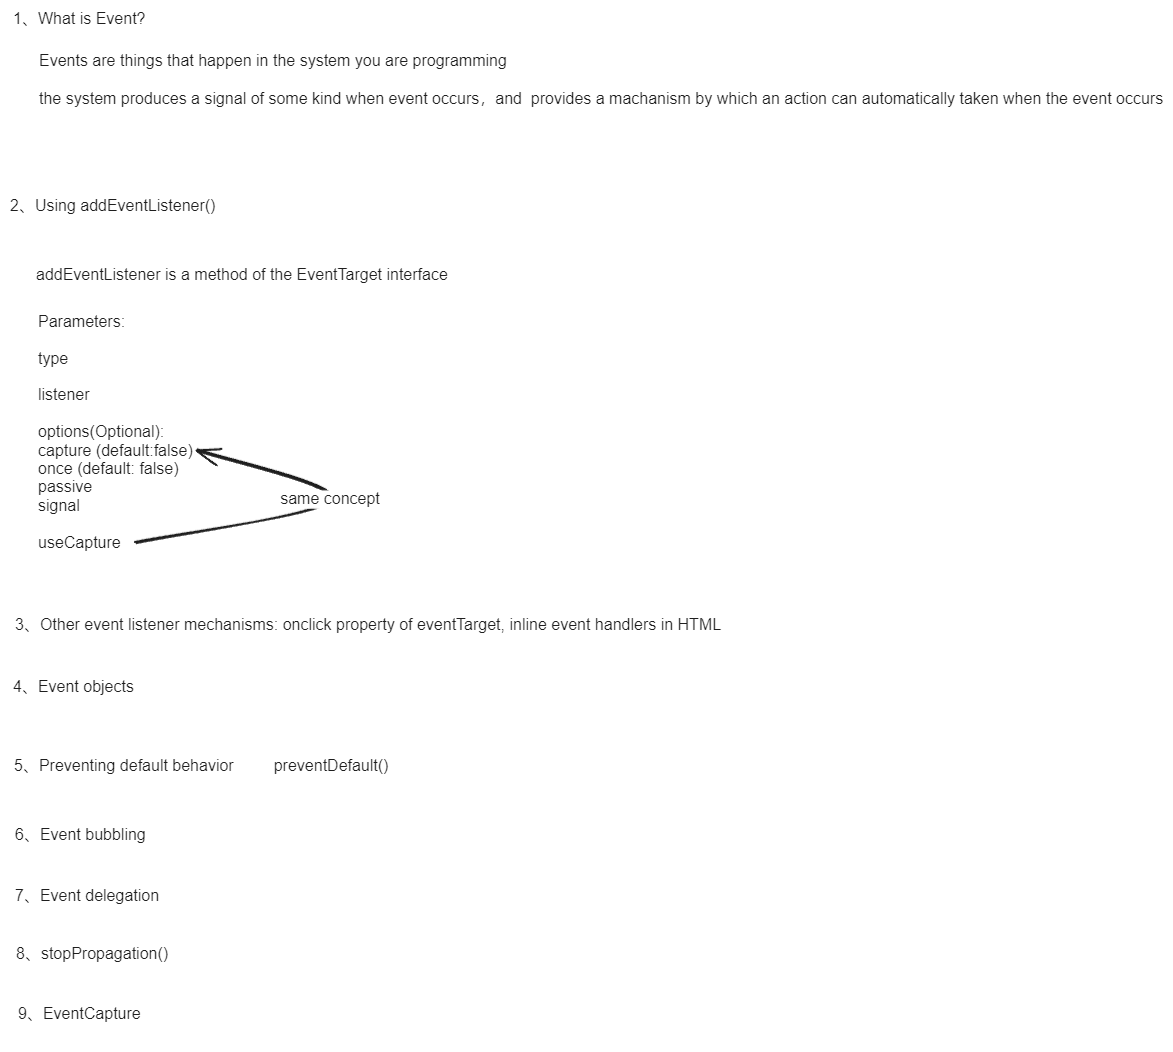 1、What is Event?
Events are things that happen in the system you are programming
the system produces a signal of some kind when event occurs，and provides a machanism by which an action can automatically taken when the event occurs
2、Using addEventListener()
addEventListener is a method of the EventTarget interface
Parameters:
type
listener
options(Optional):
capture (default:false)
once (default: false)
passive
signal
same concept
useCapture
3、Other event listener mechanisms: onclick property of eventTarget, inline event handlers in HTML
4、Event objects
5、Preventing default behavior preventDefault()
6、Event bubbling
7、Event delegation
8、stopPropagation()
9、EventCapture